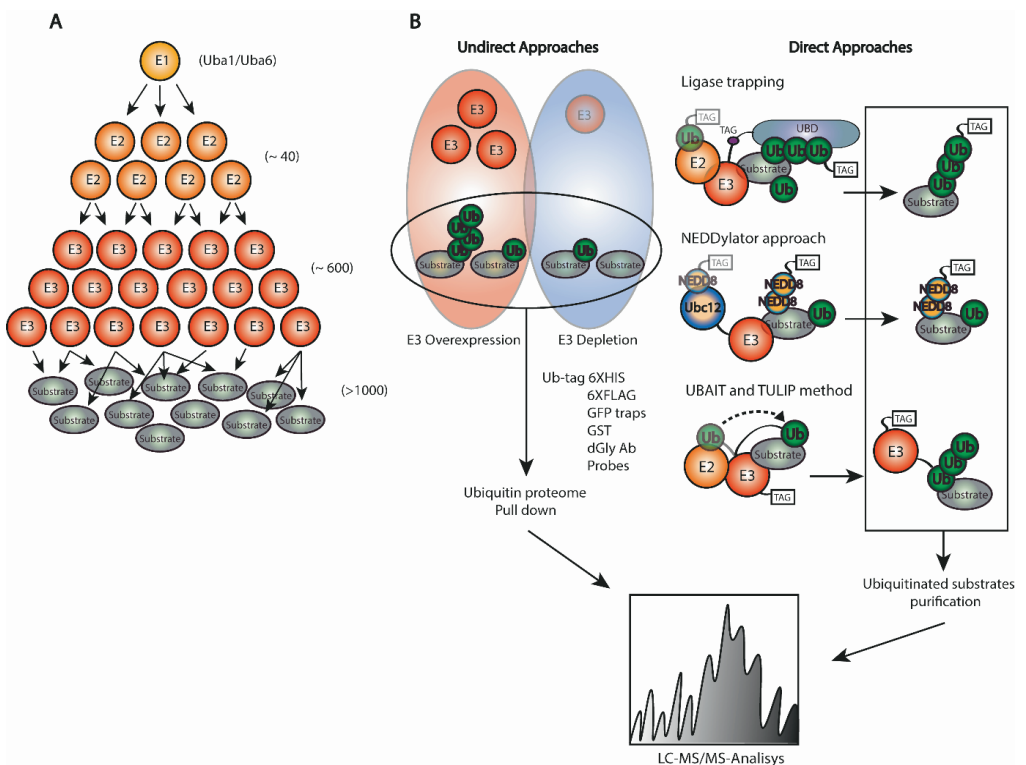 A
E1
(Uba1/Uba6)
E2 E2 E2
(~ 40)
E2 E2 E2 E2
E3 E3 E3 E3 E3
(~ 600)
E3 E3 E3 E3 E3 E3
E3 E3 E3 E3 E3 E3 E3
Substrate Substrate Substrate Substrate Substrate
(>1000)
Substrate Substrate Substrate Substrate
Substrate
B
Undirect Approaches
E3
E3
E3
E3
Ub
Ub
Ub
Ub
Ub
Ub
Substrate
Substrate
Substrate
Substrate
E3 Overexpression
E3 Depletion
Ub-tag 6XHIS
6XFLAG
GFP traps
GST
dGly Ab
Probes
Ubiquitin proteome
Pull down
Direct Approaches
Ligase trapping
TAG
Ub
TAG
UBD
E2
Ub Ub Ub
Substrate
TAG
E3
Ub
TAG
Ub
Ub
Ub
Substrate
NEDDylator approach
TAG
NEDD8
Ubc12
TAG
NEDD8
NEDD8
Ub
Substrate
E3
TAG
NEDD8
NEDD8
Ub
Substrate
UBAIT and TULIP method
Ub
Ub
E2
Substrate
E3
TAG
TAG
E3
Ub
Ub
Ub
Substrate
Ubiquitinated substrates
purification
LC-MS/MS-Analisys